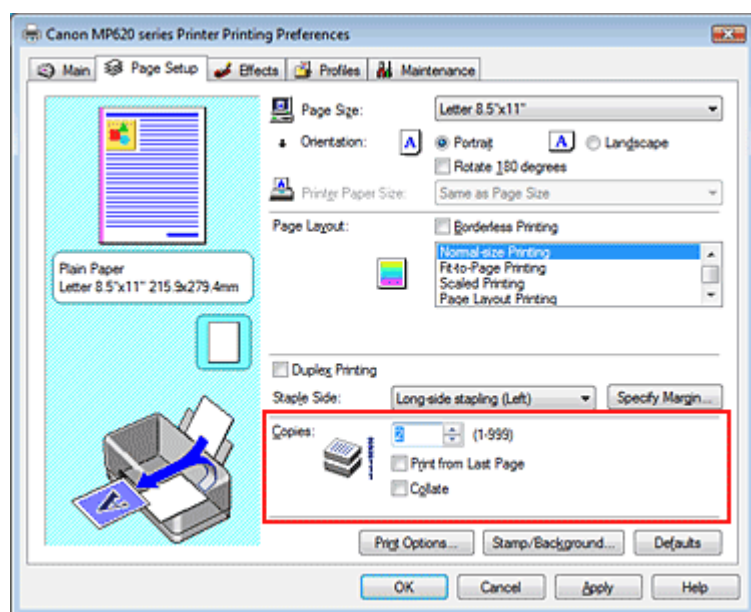 Canon MP620 series Printer Printing Preferences
Main Page Setup Effects Profiles Maintenance
Page Size: Letter 8.5"x11"
Orientation: A Portrait A Landscape
Rotate 180 degrees
Printer Paper Size: Same as Page Size
Page Layout: Borderless Printing
Normal-size Printing
Fit-to-Page Printing
Scaled Printing
Page Layout Printing
Plain Paper
Letter 8.5"x11" 215.9x279.4mm
Duplex Printing
Staple Side: Long-side stapling (Left) Specify Margin...
Copies: 2 (1-999)
Print from Last Page
Collate
A
Print Options... Stamp/Background... Defaults
OK Cancel Apply Help